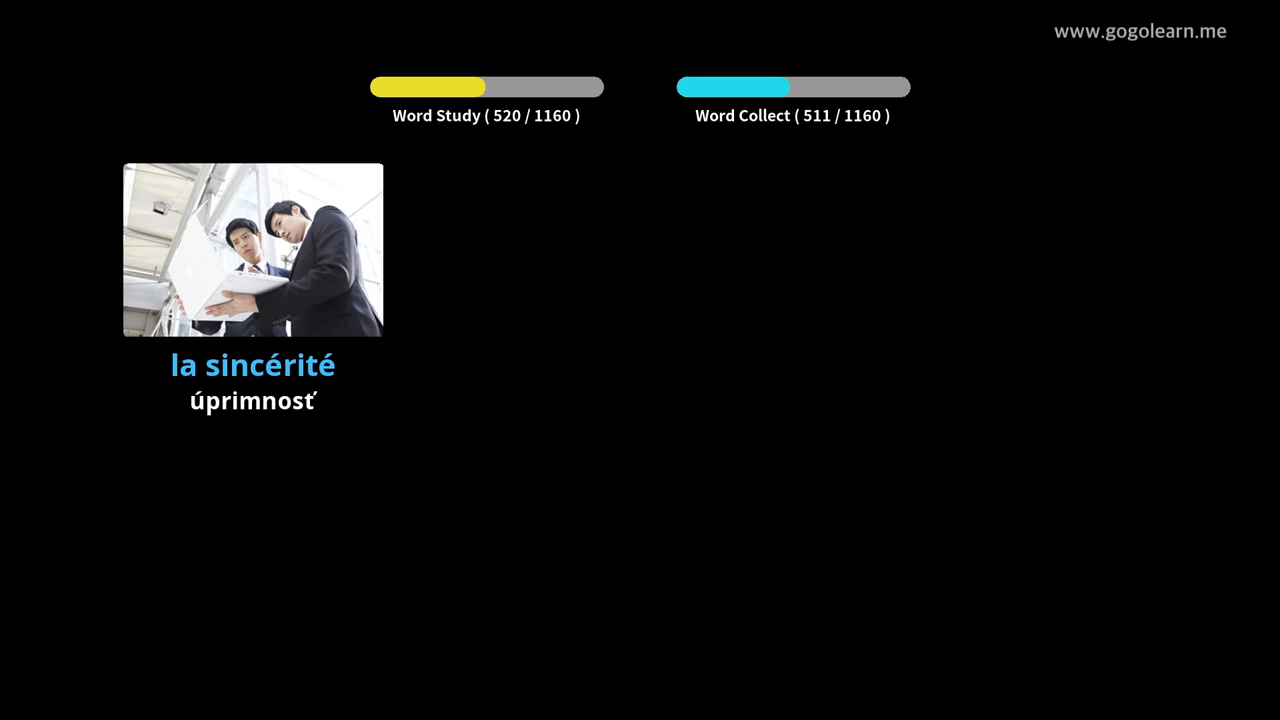 www.gogolearn.me
Word Study ( 520 / 1160 )
Word Collect ( 511 / 1160 )
la sincérité
úprimnosť